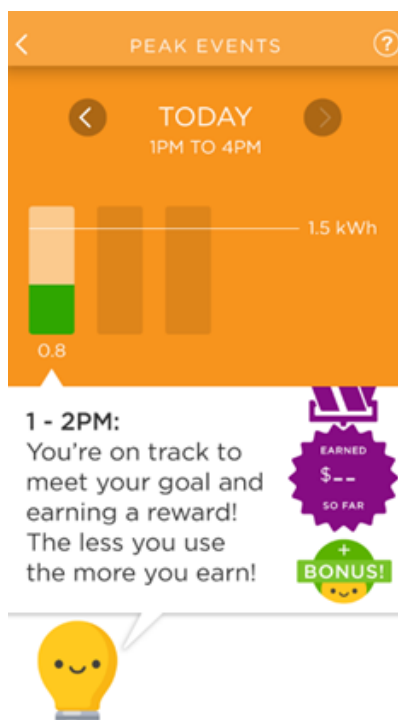 PEAK EVENTS
?
TODAY
1PM TO 4PM
1.5 kWh
0.8
1 - 2PM:
You're on track to
meet your goal and
earning a reward!
The less you use
the more you earn!
EARNED
$--
SO FAR
+
BONUS!